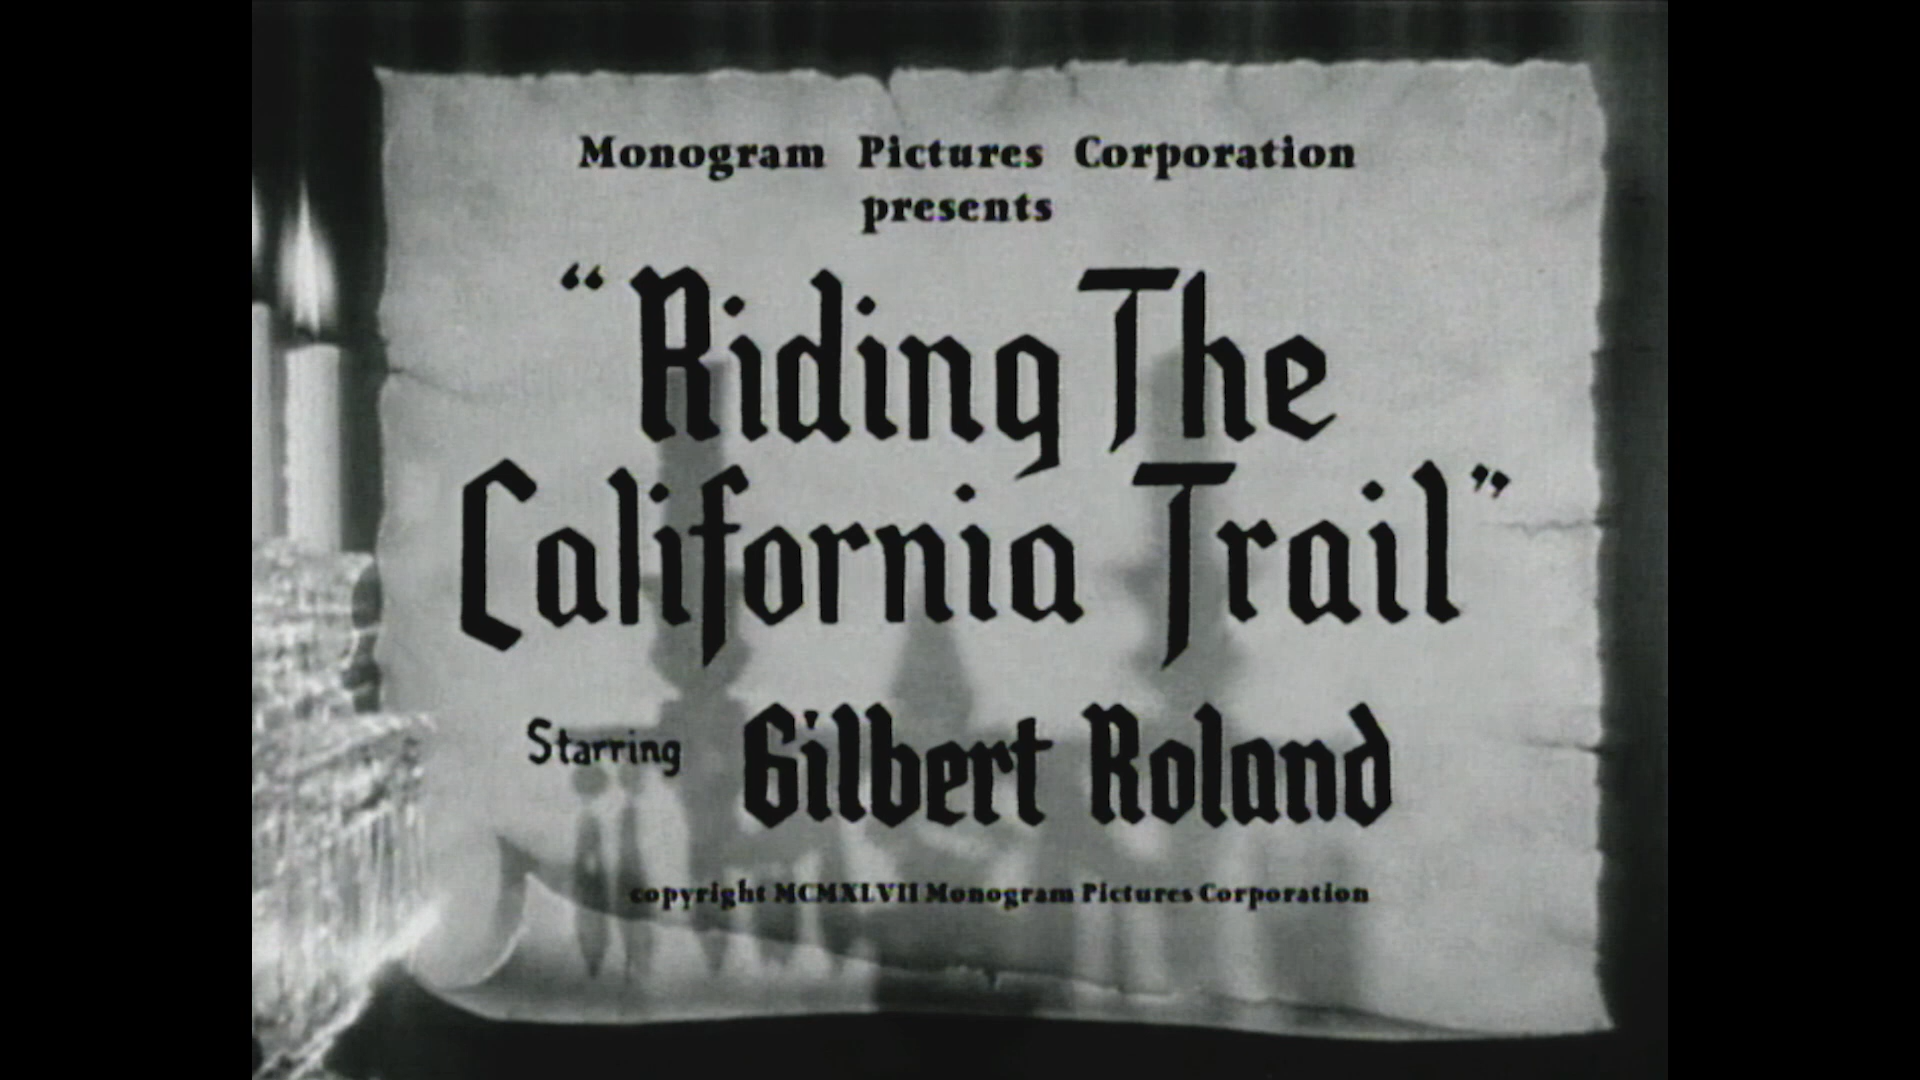 Monogram Pictures Corporation
presents
“Riding The
California Trail”
Starring Gilbert Roland
copyright MCMXLVII Monogram Pictures Corporation